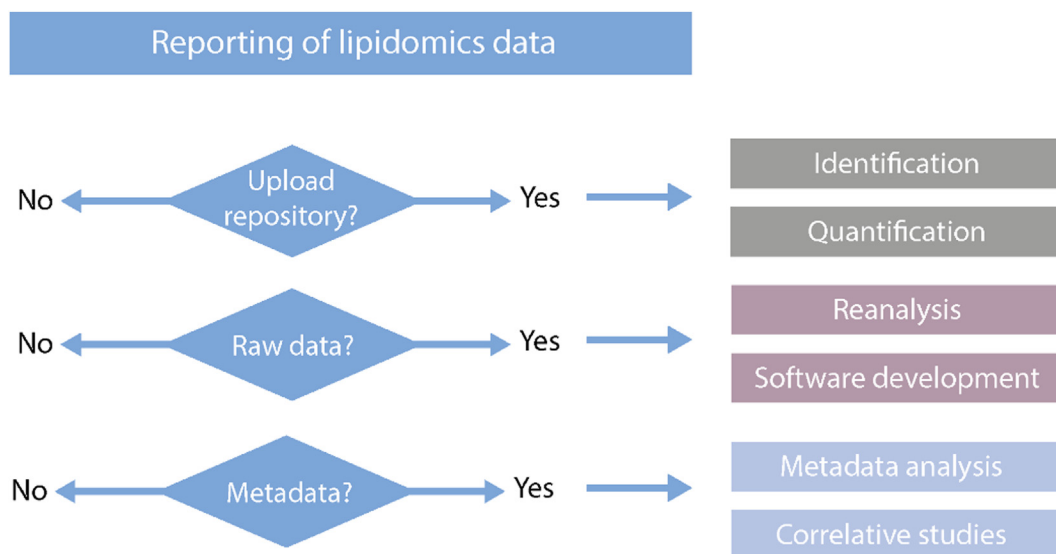 Reporting of lipidomics data
No
Upload
repository?
Yes
Identification
Quantification
No
Raw data?
Yes
Reanalysis
Software development
No
Metadata?
Yes
Metadata analysis
Correlative studies